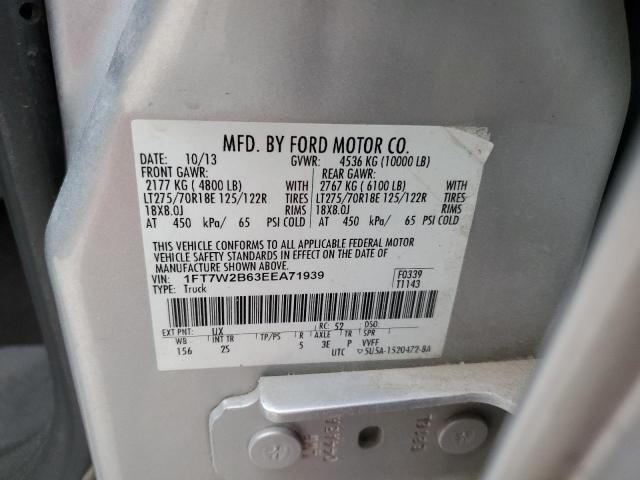 MFD. BY FORD MOTOR CO.
DATE: 10/13 GVWR: 4536 KG (10000 LB)
FRONT GAWR: REAR GAWR:
2177 KG ( 4800 LB) WITH 2767 KG ( 6100 LB) WITH
LT275/70R18E 125/122R TIRES LT275/70R18E 125/122R TIRES
18X8.0J RIMS 18X8.0J RIMS
AT 450 kPa/ 65 PSI COLD AT 450 kPa/ 65 PSI COLD
THIS VEHICLE CONFORMS TO ALL APPLICABLE FEDERAL MOTOR
VEHICLE SAFETY STANDARDS IN EFFECT ON THE DATE OF
MANUFACTURE SHOWN ABOVE.
VIN: 1FT7W2B63EEA71939 F0339
TYPE: Truck T1143
EXT PNT: UX RC: 52 DSO:
WB INT TR TP/PS R AXLE TR SPR
156 2S 5 3E P VVFF
UTC 5U5A-1520472-BA